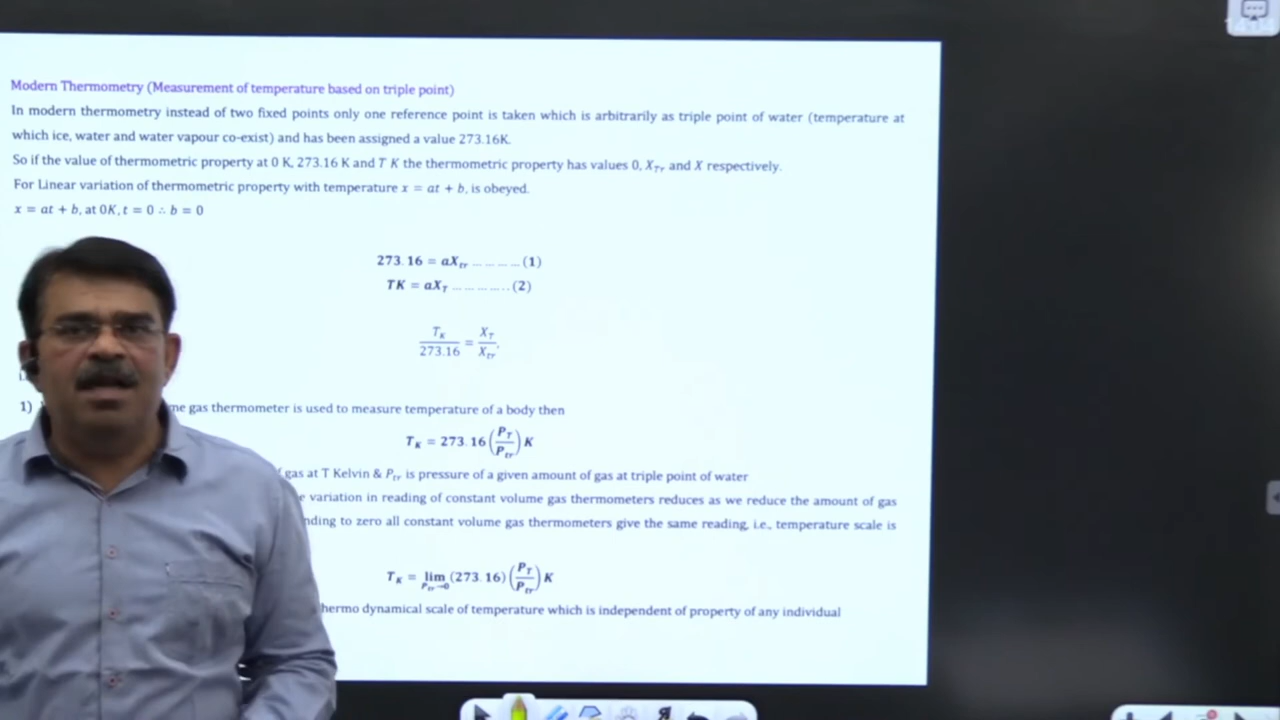 Modern Thermometry (Measurement of temperature based on triple point)
In modern thermometry instead of two fixed points only one reference point is taken which is arbitrarily as triple point of water (temperature at
which ice, water and water vapour co-exist) and has been assigned a value 273.16K.
So if the value of thermometric property at 0 K, 273.16 K and T K the thermometric property has values 0, X_Tr and X respectively.
For Linear variation of thermometric property with temperature x = at + b, is obeyed.
x = at + b, at 0K, t = 0 ∴ b = 0
273.16 = aX_tr ............ (1)
TK = aX_T ............ (2)
T_K / 273.16 = X_T / X_tr,
1) me gas thermometer is used to measure temperature of a body then
T_K = 273.16 (P_T / P_tr) K
gas at T Kelvin & P_tr is pressure of a given amount of gas at triple point of water
variation in reading of constant volume gas thermometers reduces as we reduce the amount of gas
nding to zero all constant volume gas thermometers give the same reading, i.e., temperature scale is
T_K = lim P_tr→0 (273.16) (P_T / P_tr) K
hermo dynamical scale of temperature which is independent of property of any individual